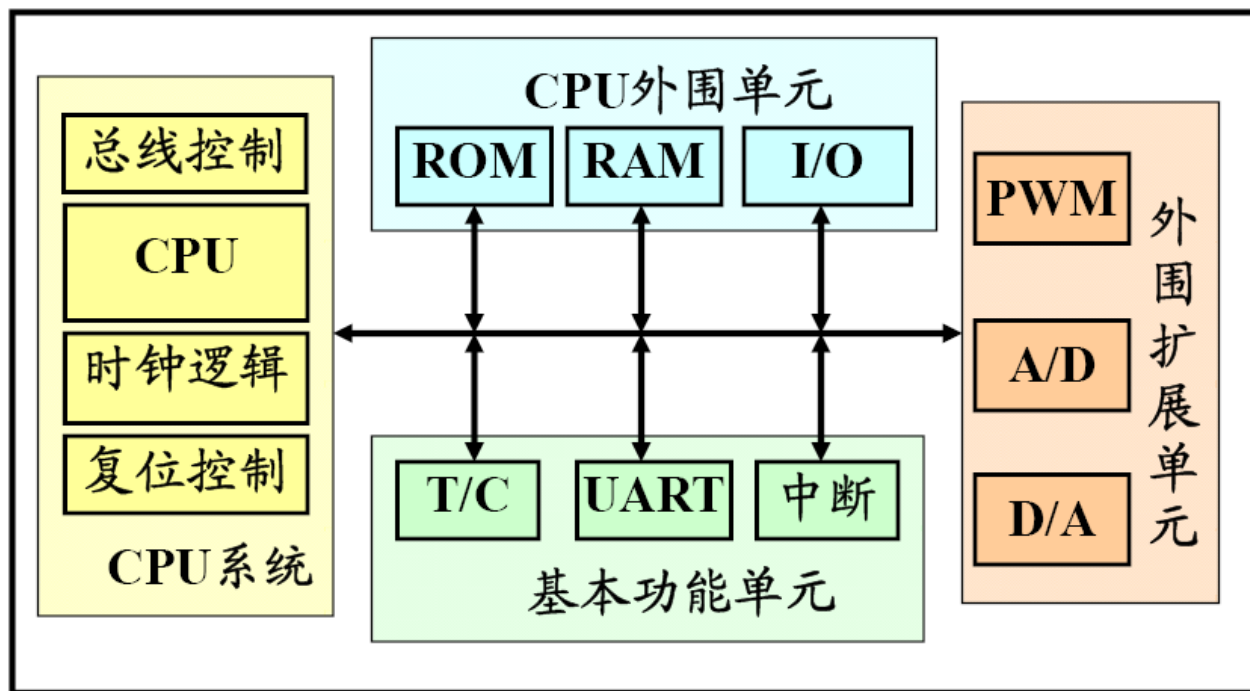 总线控制
CPU
时钟逻辑
复位控制
CPU系统
CPU外围单元
ROM RAM I/O
T/C UART 中断
基本功能单元
PWM
A/D
D/A
外围扩展单元